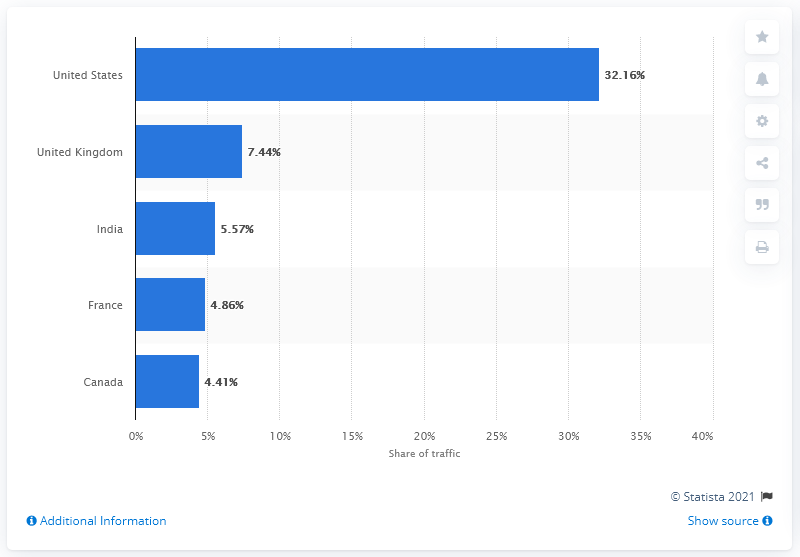 United States 32.16%
United Kingdom 7.44%
India 5.57%
France 4.86%
Canada 4.41%
0% 5% 10% 15% 20% 25% 30% 35% 40%
Share of traffic
© Statista 2021
Additional Information Show source